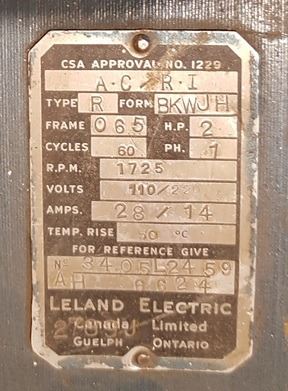 CSA APPROVAL NO. 1229
A·C / R·I
TYPE R FORM BKWJH
FRAME 065 H.P. 2
CYCLES 60 PH. 1
R.P.M. 1725
VOLTS 110/220
AMPS. 28 / 14
TEMP. RISE 50 °C
FOR REFERENCE GIVE
No 3405L2459
AH 6624
LELAND ELECTRIC
Canada Limited
GUELPH ONTARIO